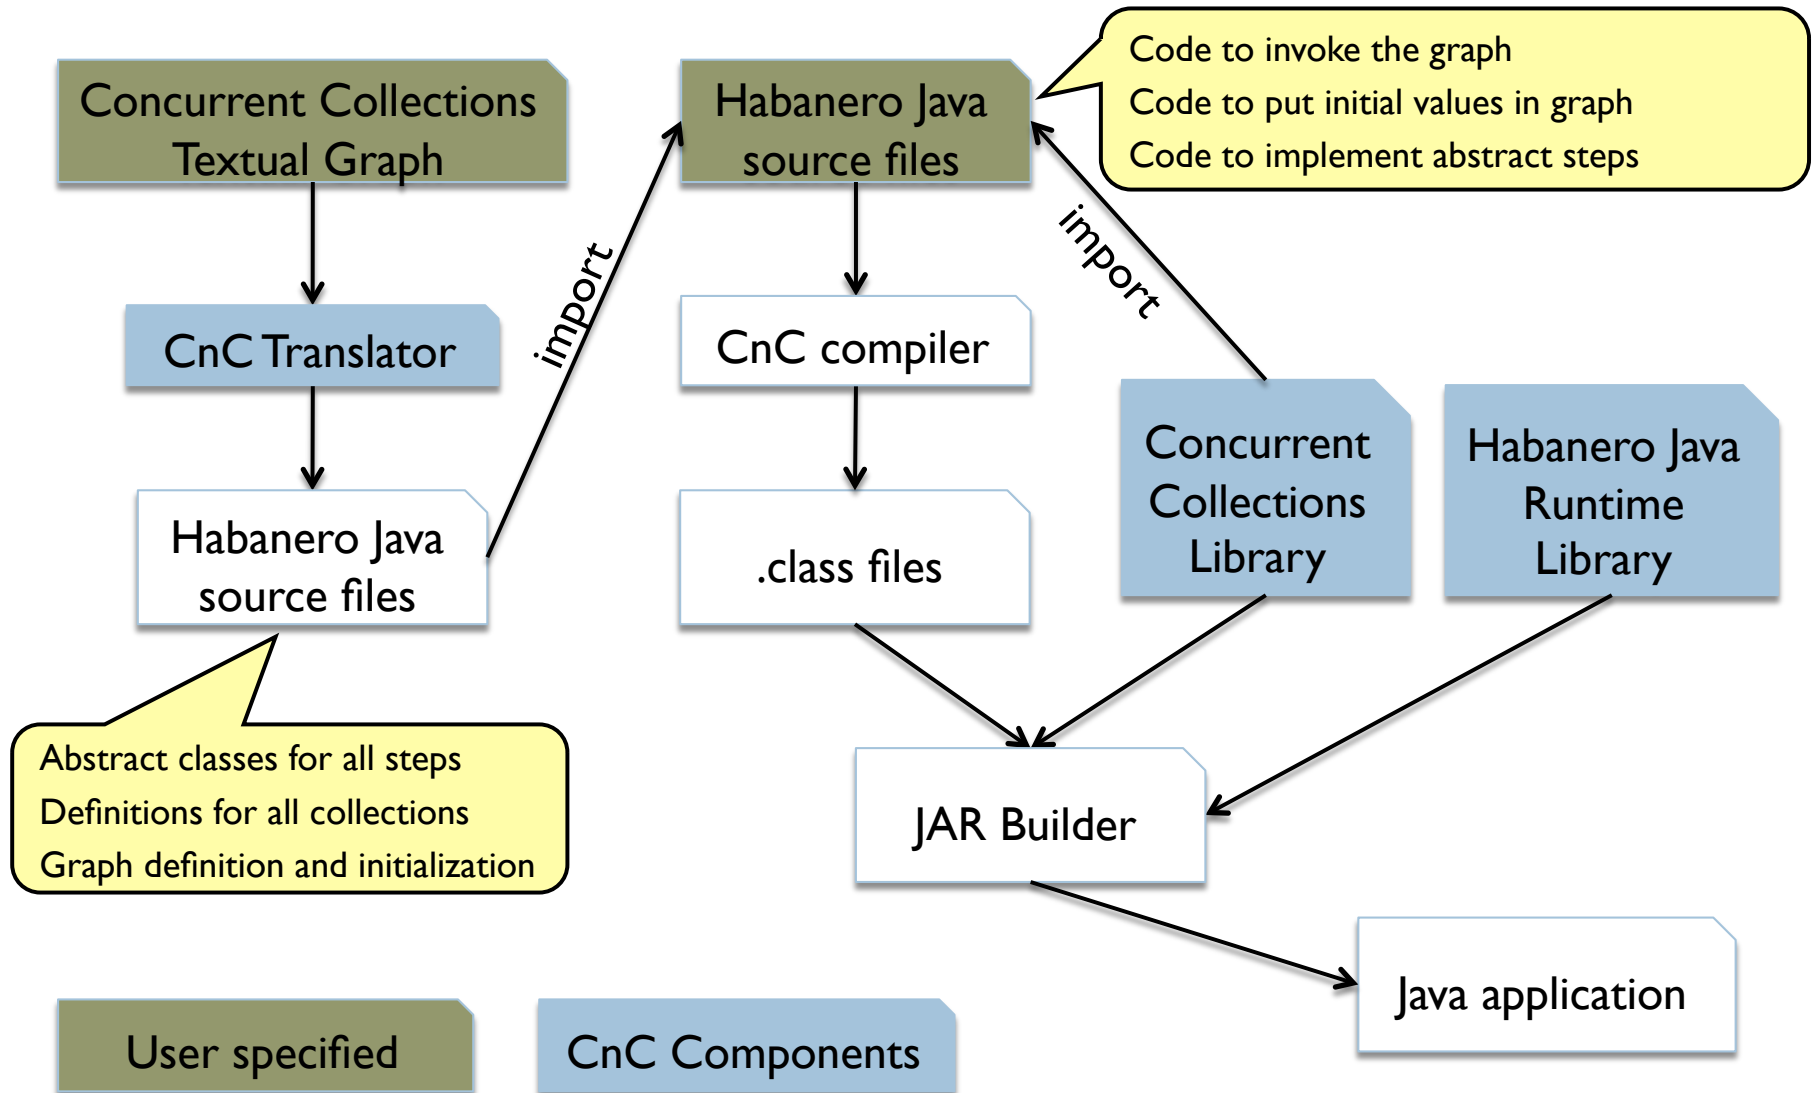 Concurrent Collections
Textual Graph
Habanero Java
source files
Code to invoke the graph
Code to put initial values in graph
Code to implement abstract steps
import
import
CnC Translator
CnC compiler
Concurrent
Collections
Library
Habanero Java
Runtime
Library
Habanero Java
source files
.class files
Abstract classes for all steps
Definitions for all collections
Graph definition and initialization
JAR Builder
Java application
User specified
CnC Components